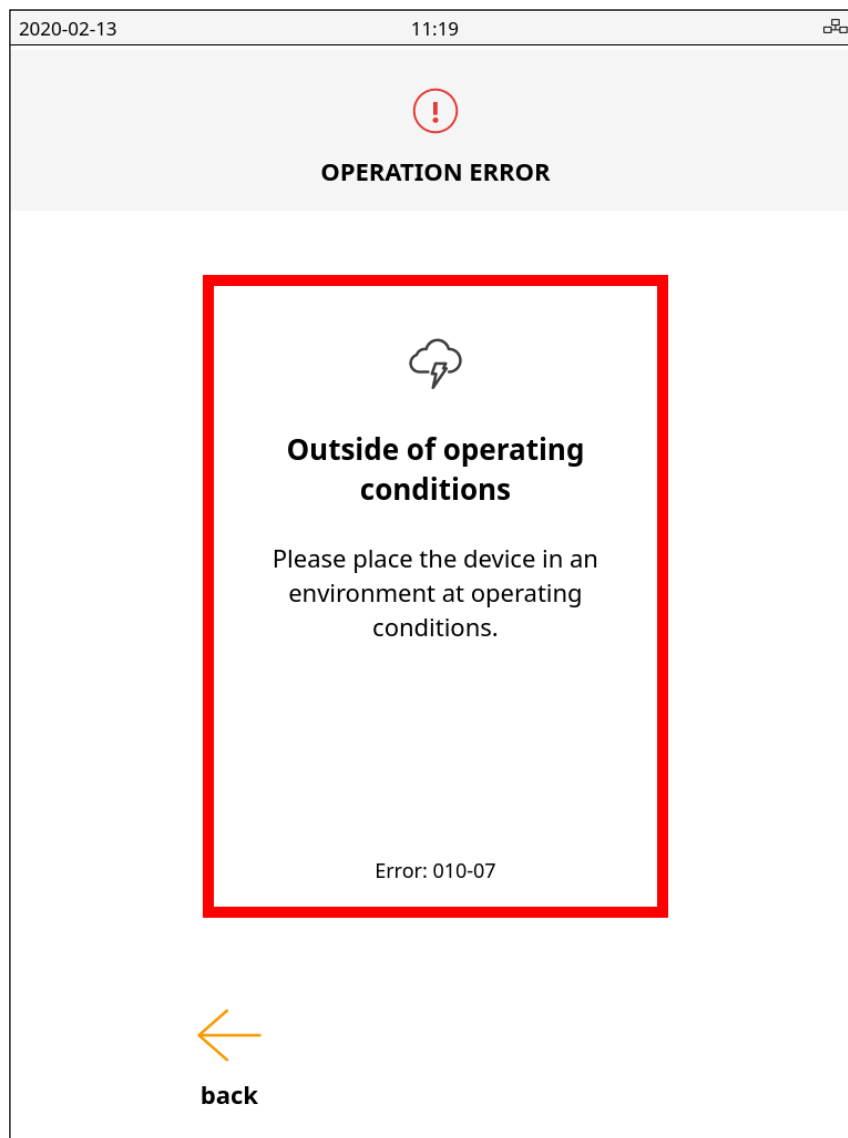 2020-02-13 11:19
OPERATION ERROR
Outside of operating
conditions
Please place the device in an
environment at operating
conditions.
Error: 010-07
back